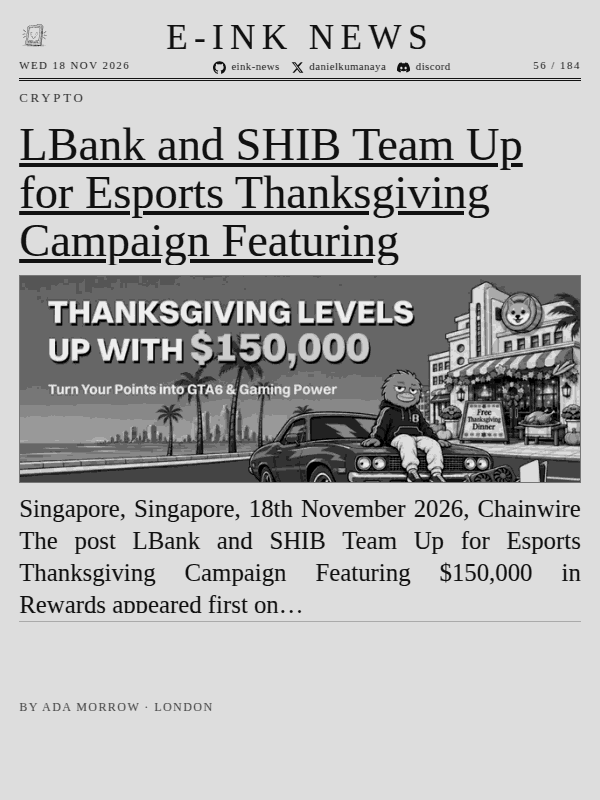 E-INK NEWS
WED 18 NOV 2026
eink-news danielkumanaya discord
56 / 184
CRYPTO
LBank and SHIB Team Up
for Esports Thanksgiving
Campaign Featuring
THANKSGIVING LEVELS
UP WITH $150,000
Turn Your Points into GTA6 & Gaming Power
B
Free
Thanksgiving
Dinner
Singapore, Singapore, 18th November 2026, Chainwire
The post LBank and SHIB Team Up for Esports
Thanksgiving Campaign Featuring $150,000 in
Rewards appeared first on…
BY ADA MORROW · LONDON